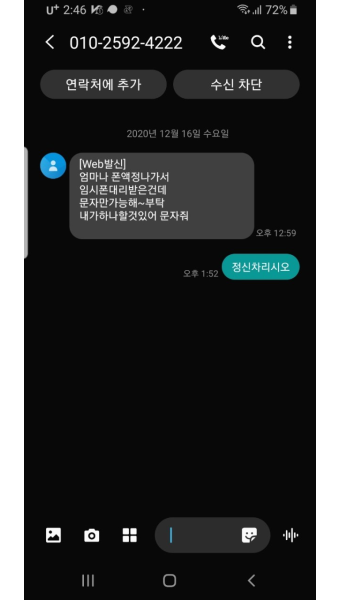 U+ 2:46 72%
010-2592-4222
연락처에 추가 수신 차단
2020년 12월 16일 수요일
[Web발신]
엄마나 폰액정나가서
임시폰대리받은건데
문자만가능해~부탁
내가하나할것있어 문자줘
오후 12:59
오후 1:52 정신차리시오